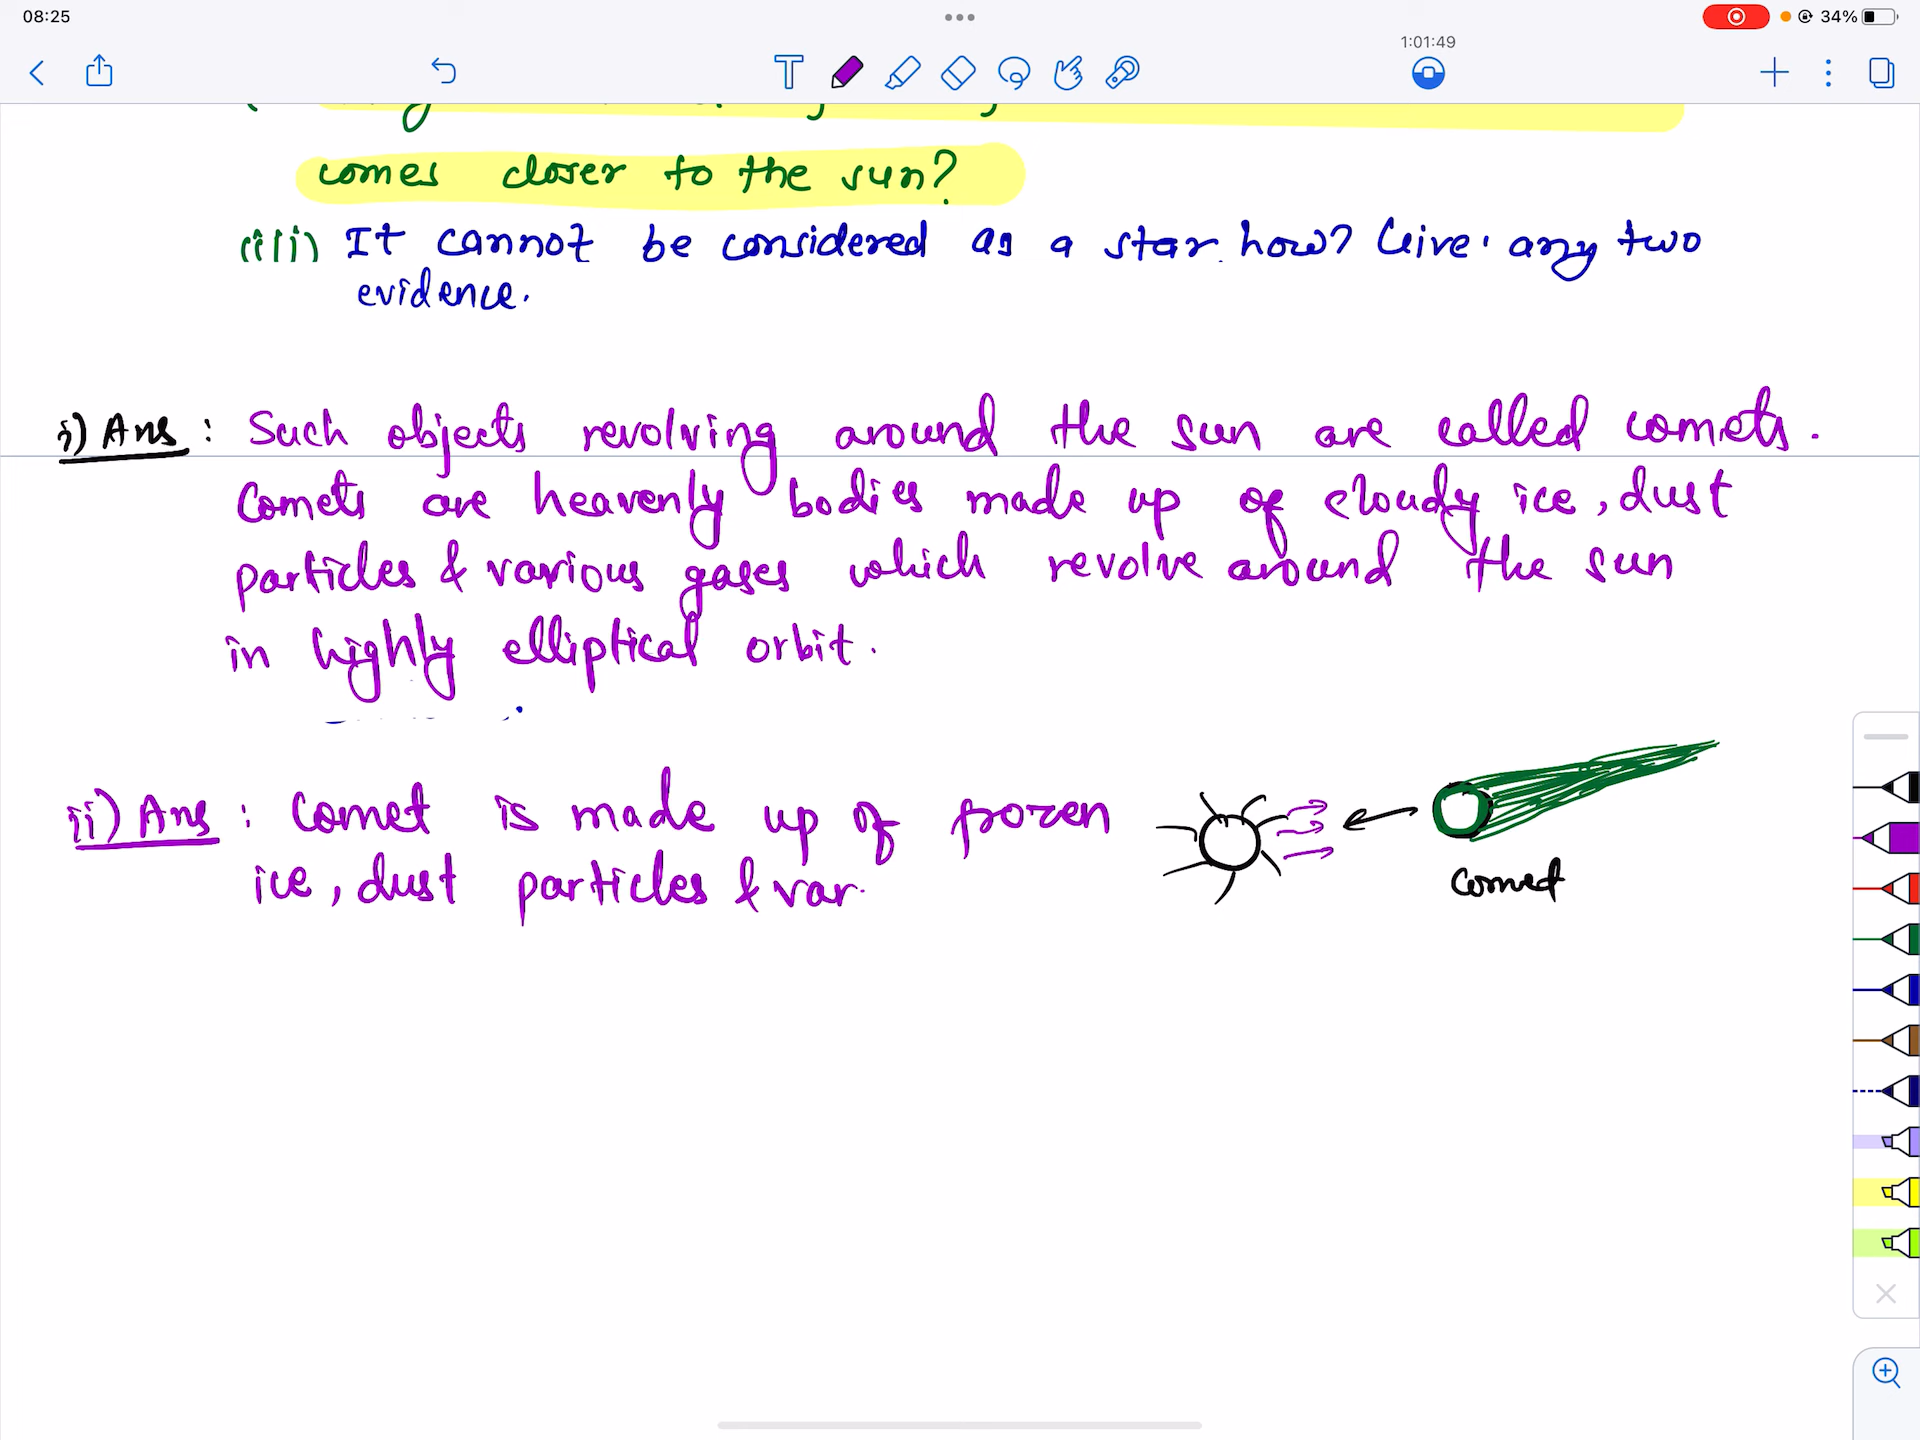 08:25
34%
1:01:49
comes closer to the sun?
(iii) It cannot be considered as a star. how? Give any two
evidence.
i) Ans : Such objects revolving around the sun are called comets.
Comets are heavenly bodies made up of cloudy ice, dust
particles & various gases which revolve around the sun
in highly elliptical orbit.
ii) Ans : Comet is made up of frozen
ice, dust particles & var
comet